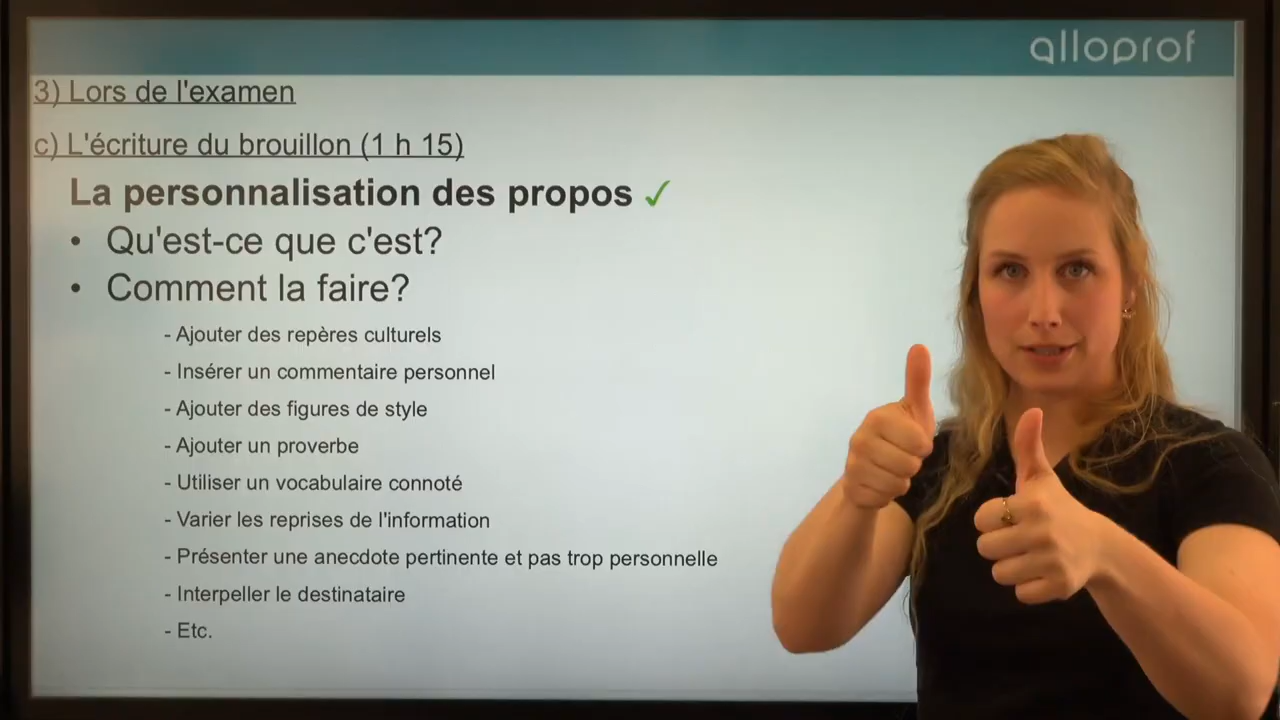 alloprof
3) Lors de l'examen
c) L'écriture du brouillon (1 h 15)
La personnalisation des propos ✓
• Qu'est-ce que c'est?
• Comment la faire?
- Ajouter des repères culturels
- Insérer un commentaire personnel
- Ajouter des figures de style
- Ajouter un proverbe
- Utiliser un vocabulaire connoté
- Varier les reprises de l'information
- Présenter une anecdote pertinente et pas trop personnelle
- Interpeller le destinataire
- Etc.